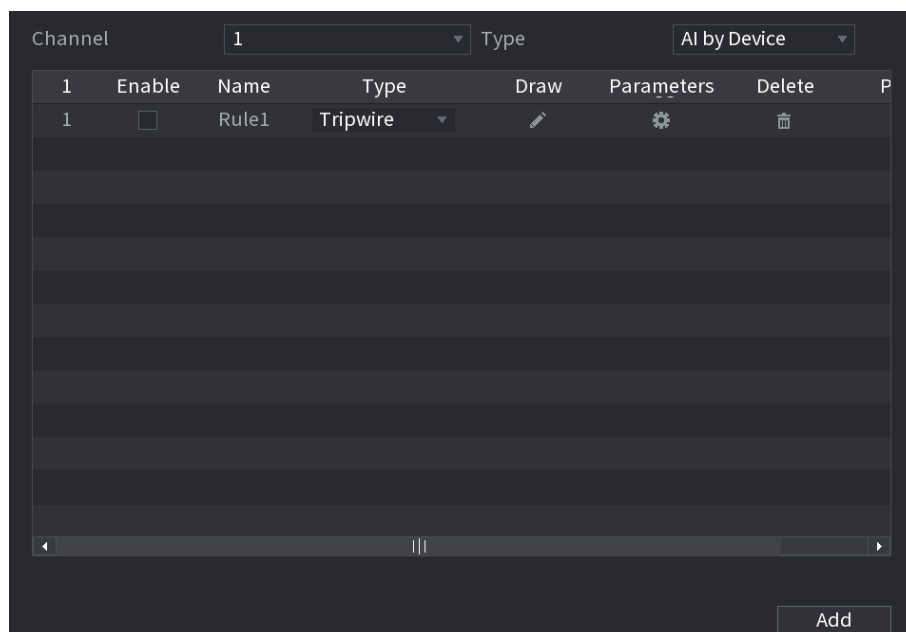 Channel 1 Type AI by Device
1 Enable Name Type Draw Parameters Delete P
1 Rule1 Tripwire
Add